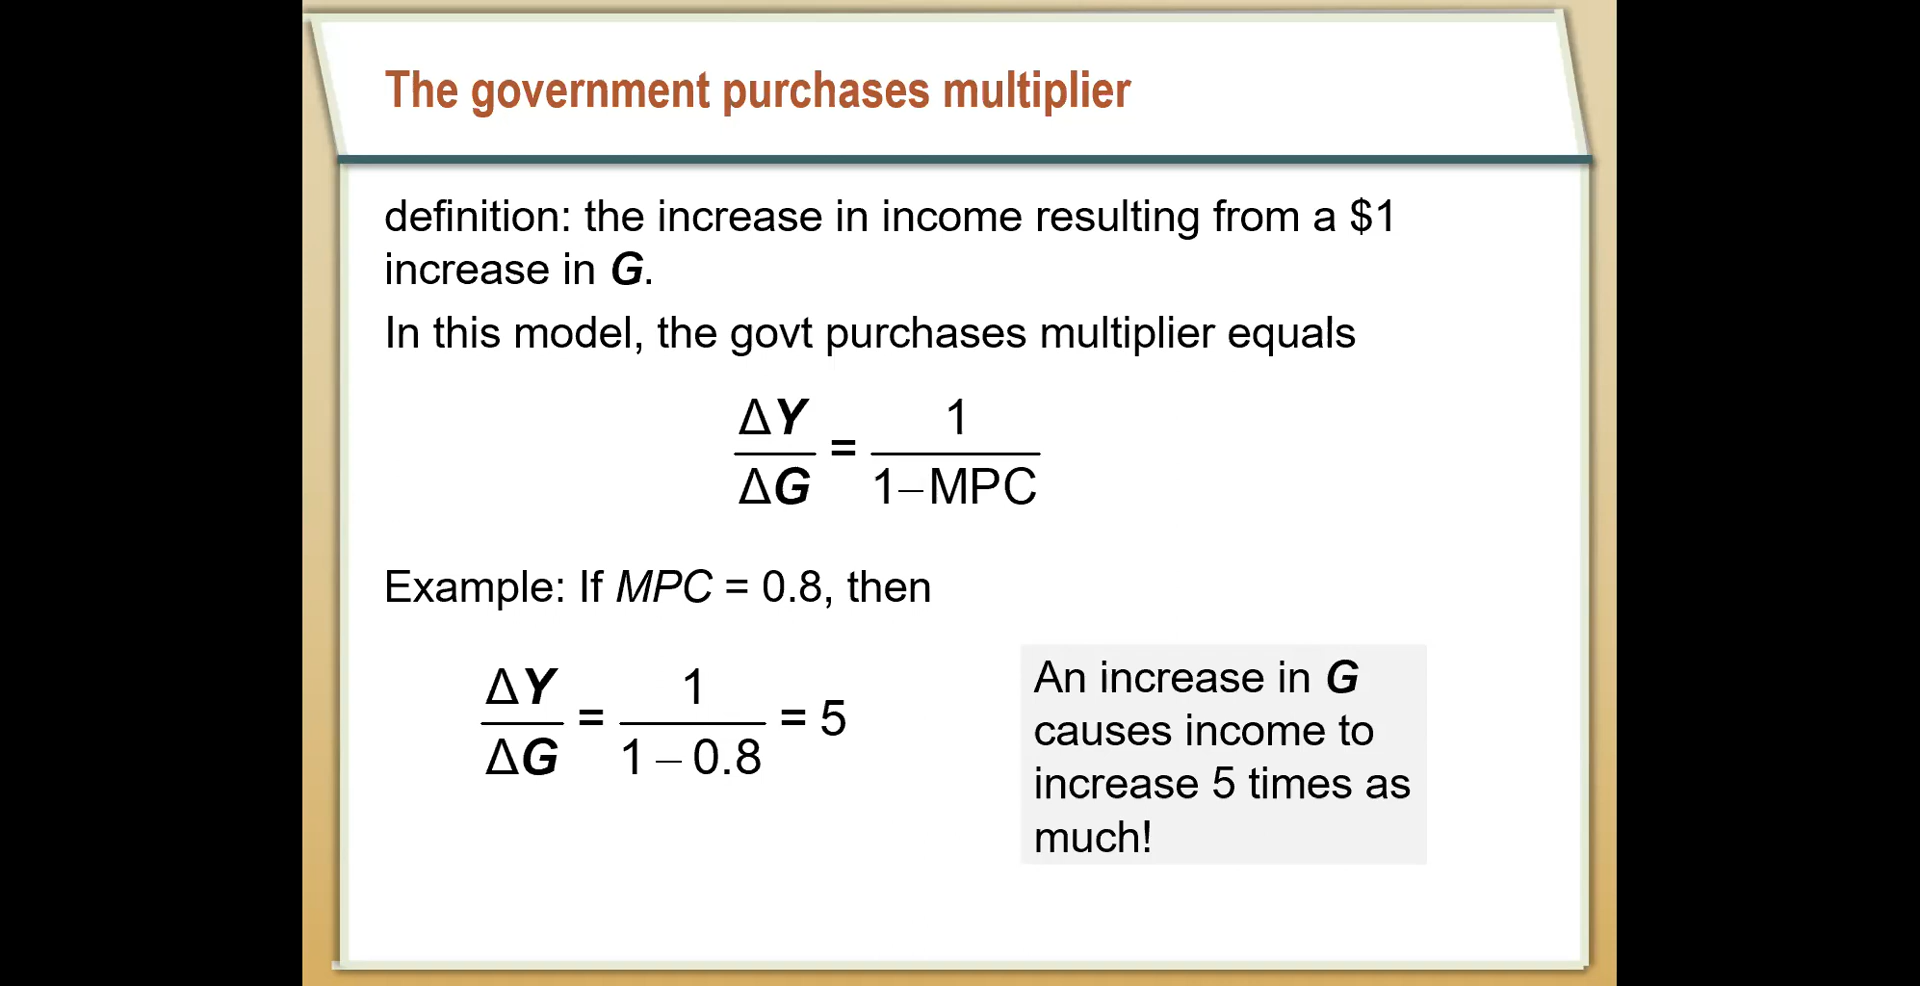 The government purchases multiplier
definition: the increase in income resulting from a $1
increase in G.
In this model, the govt purchases multiplier equals
ΔY/ΔG = 1/(1–MPC)
Example: If MPC = 0.8, then
ΔY/ΔG = 1/(1 – 0.8) = 5
An increase in G
causes income to
increase 5 times as
much!